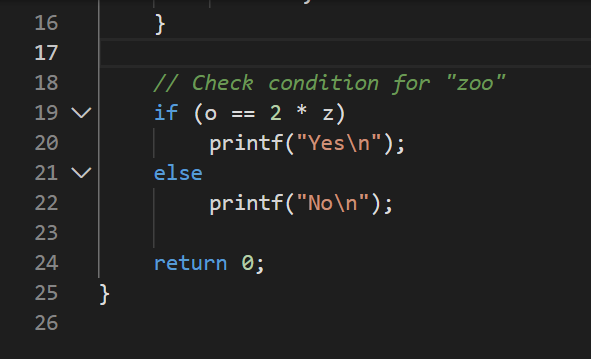 16 }
17
18 // Check condition for "zoo"
19 if (o == 2 * z)
20 printf("Yes\n");
21 else
22 printf("No\n");
23
24 return 0;
25 }
26